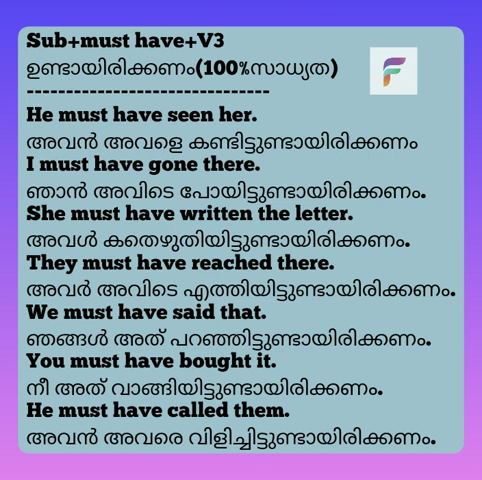 Sub+must have+V3
ഉണ്ടായിരിക്കണം(100%സാധ്യത)
------------------------------
He must have seen her.
അവൻ അവളെ കണ്ടിട്ടുണ്ടായിരിക്കണം
I must have gone there.
ഞാൻ അവിടെ പോയിട്ടുണ്ടായിരിക്കണം.
She must have written the letter.
അവൾ കതെഴുതിയിട്ടുണ്ടായിരിക്കണം.
They must have reached there.
അവർ അവിടെ എത്തിയിട്ടുണ്ടായിരിക്കണം.
We must have said that.
ഞങ്ങൾ അത് പറഞ്ഞിട്ടുണ്ടായിരിക്കണം.
You must have bought it.
നീ അത് വാങ്ങിയിട്ടുണ്ടായിരിക്കണം.
He must have called them.
അവൻ അവരെ വിളിച്ചിട്ടുണ്ടായിരിക്കണം.